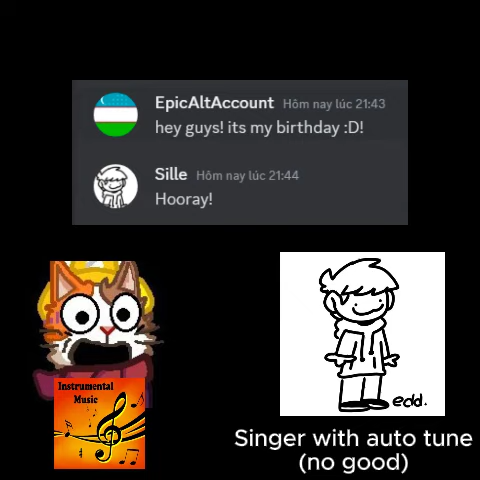 EpicAltAccount Hôm nay lúc 21:43
hey guys! its my birthday :D!
Sille Hôm nay lúc 21:44
Hooray!
Instrumental
Music
edd.
Singer with auto tune
(no good)